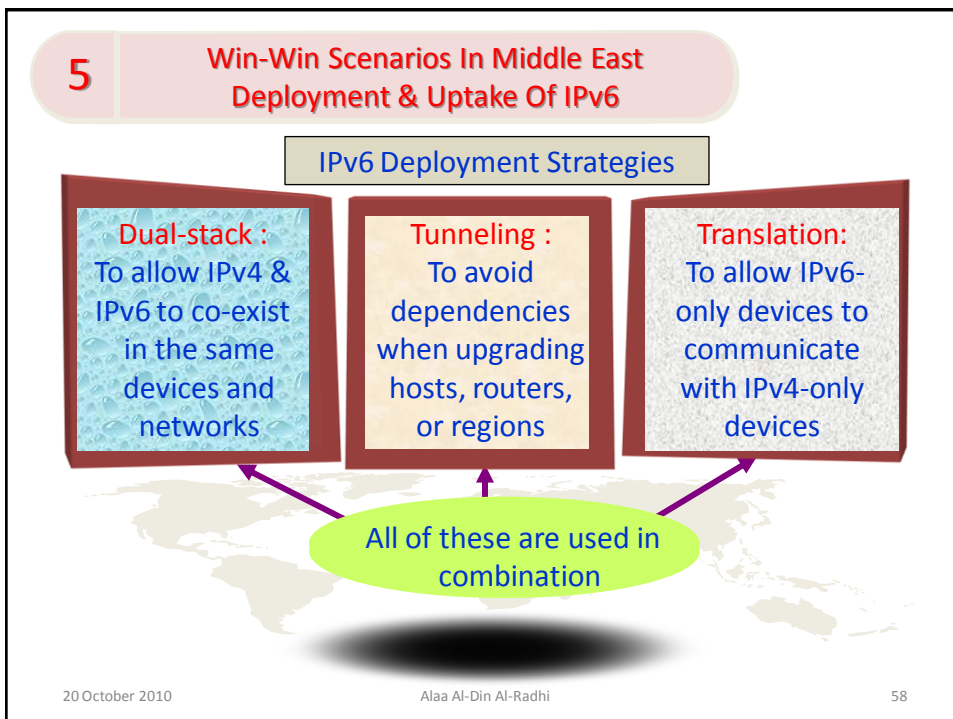 5
Win-Win Scenarios In Middle East
Deployment & Uptake Of IPv6
IPv6 Deployment Strategies
Dual-stack :
To allow IPv4 &
IPv6 to co-exist
in the same
devices and
networks
Tunneling :
To avoid
dependencies
when upgrading
hosts, routers,
or regions
Translation:
To allow IPv6-
only devices to
communicate
with IPv4-only
devices
All of these are used in
combination
20 October 2010
Alaa Al-Din Al-Radhi
58